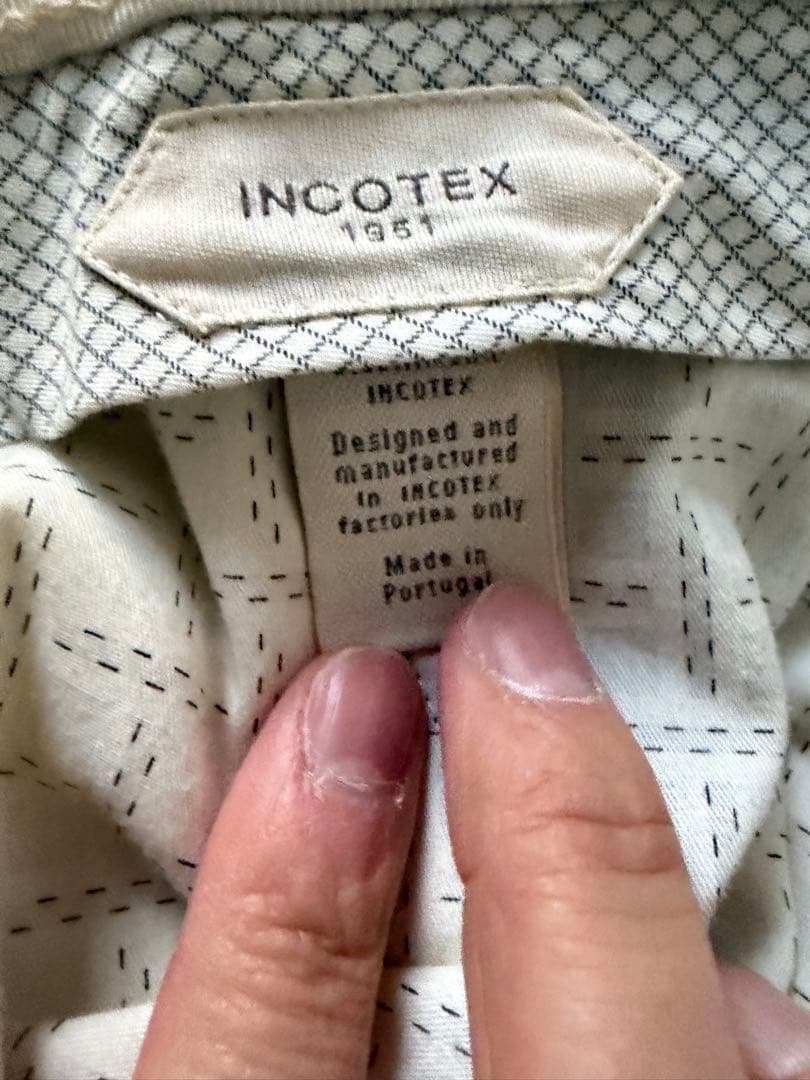 INCOTEX
1951
INCOTEX
Designed and
manufactured
in INCOTEX
factories only
Made in
Portugal